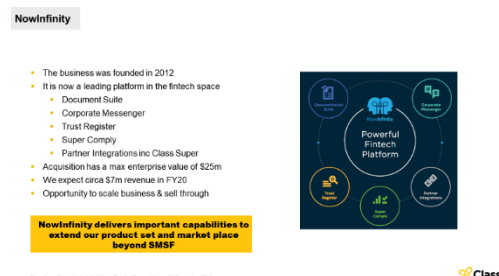 NowInfinity
The business was founded in 2012
It is now a leading platform in the fintech space
Document Suite
Corporate Messenger
Trust Register
Super Comply
Partner Integrations inc Class Super
Acquisition has a max enterprise value of $25m
We expect circa $7m revenue in FY20
Opportunity to scale business & sell through
NowInfinity delivers important capabilities to
extend our product set and market place
beyond SMSF
Documentation
Suite
Corporate
Messenger
NowInfinity
Powerful
Fintech
Platform
Trust
Register
Super
Comply
Partner
Integrations
Class